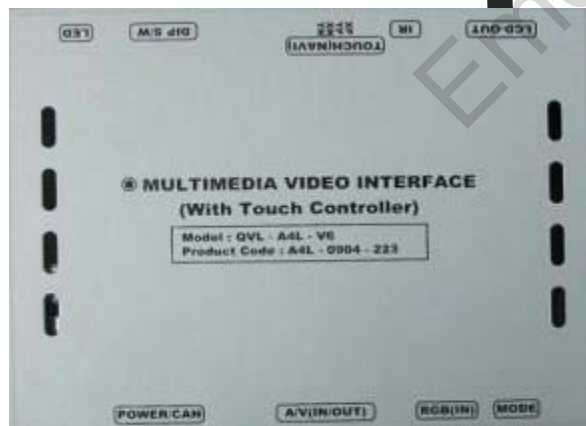 LED
DIP S/W
TOUCH(NAVI)
IR
LCD-OUT
⊛ MULTIMEDIA VIDEO INTERFACE
(With Touch Controller)
Model : QVL - A4L - V6
Product Code : A4L - 0904 - 223
POWER/CAN
A/V(IN/OUT)
RGB(IN)
MODE